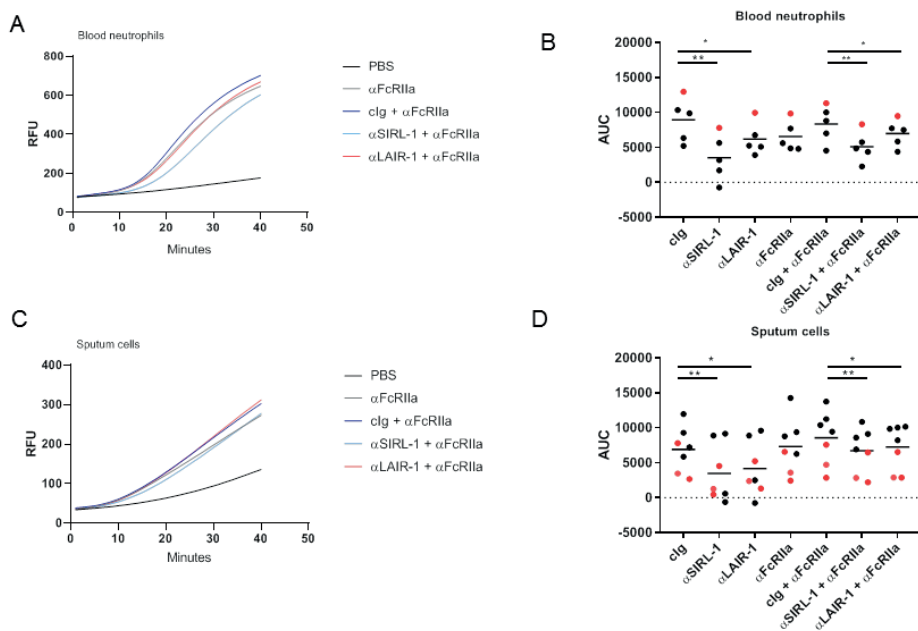 A
Blood neutrophils
RFU
800
600
400
200
0
0 10 20 30 40 50
Minutes
PBS
αFcRIIa
cIg + αFcRIIa
αSIRL-1 + αFcRIIa
αLAIR-1 + αFcRIIa
B
Blood neutrophils
AUC
20000
15000
10000
5000
0
-5000
* *
** **
cIg
αSIRL-1
αLAIR-1
αFcRIIa
cIg + αFcRIIa
αSIRL-1 + αFcRIIa
αLAIR-1 + αFcRIIa
C
Sputum cells
RFU
400
300
200
100
0
0 10 20 30 40 50
Minutes
PBS
αFcRIIa
cIg + αFcRIIa
αSIRL-1 + αFcRIIa
αLAIR-1 + αFcRIIa
D
Sputum cells
AUC
20000
15000
10000
5000
0
-5000
* *
** **
cIg
αSIRL-1
αLAIR-1
αFcRIIa
cIg + αFcRIIa
αSIRL-1 + αFcRIIa
αLAIR-1 + αFcRIIa